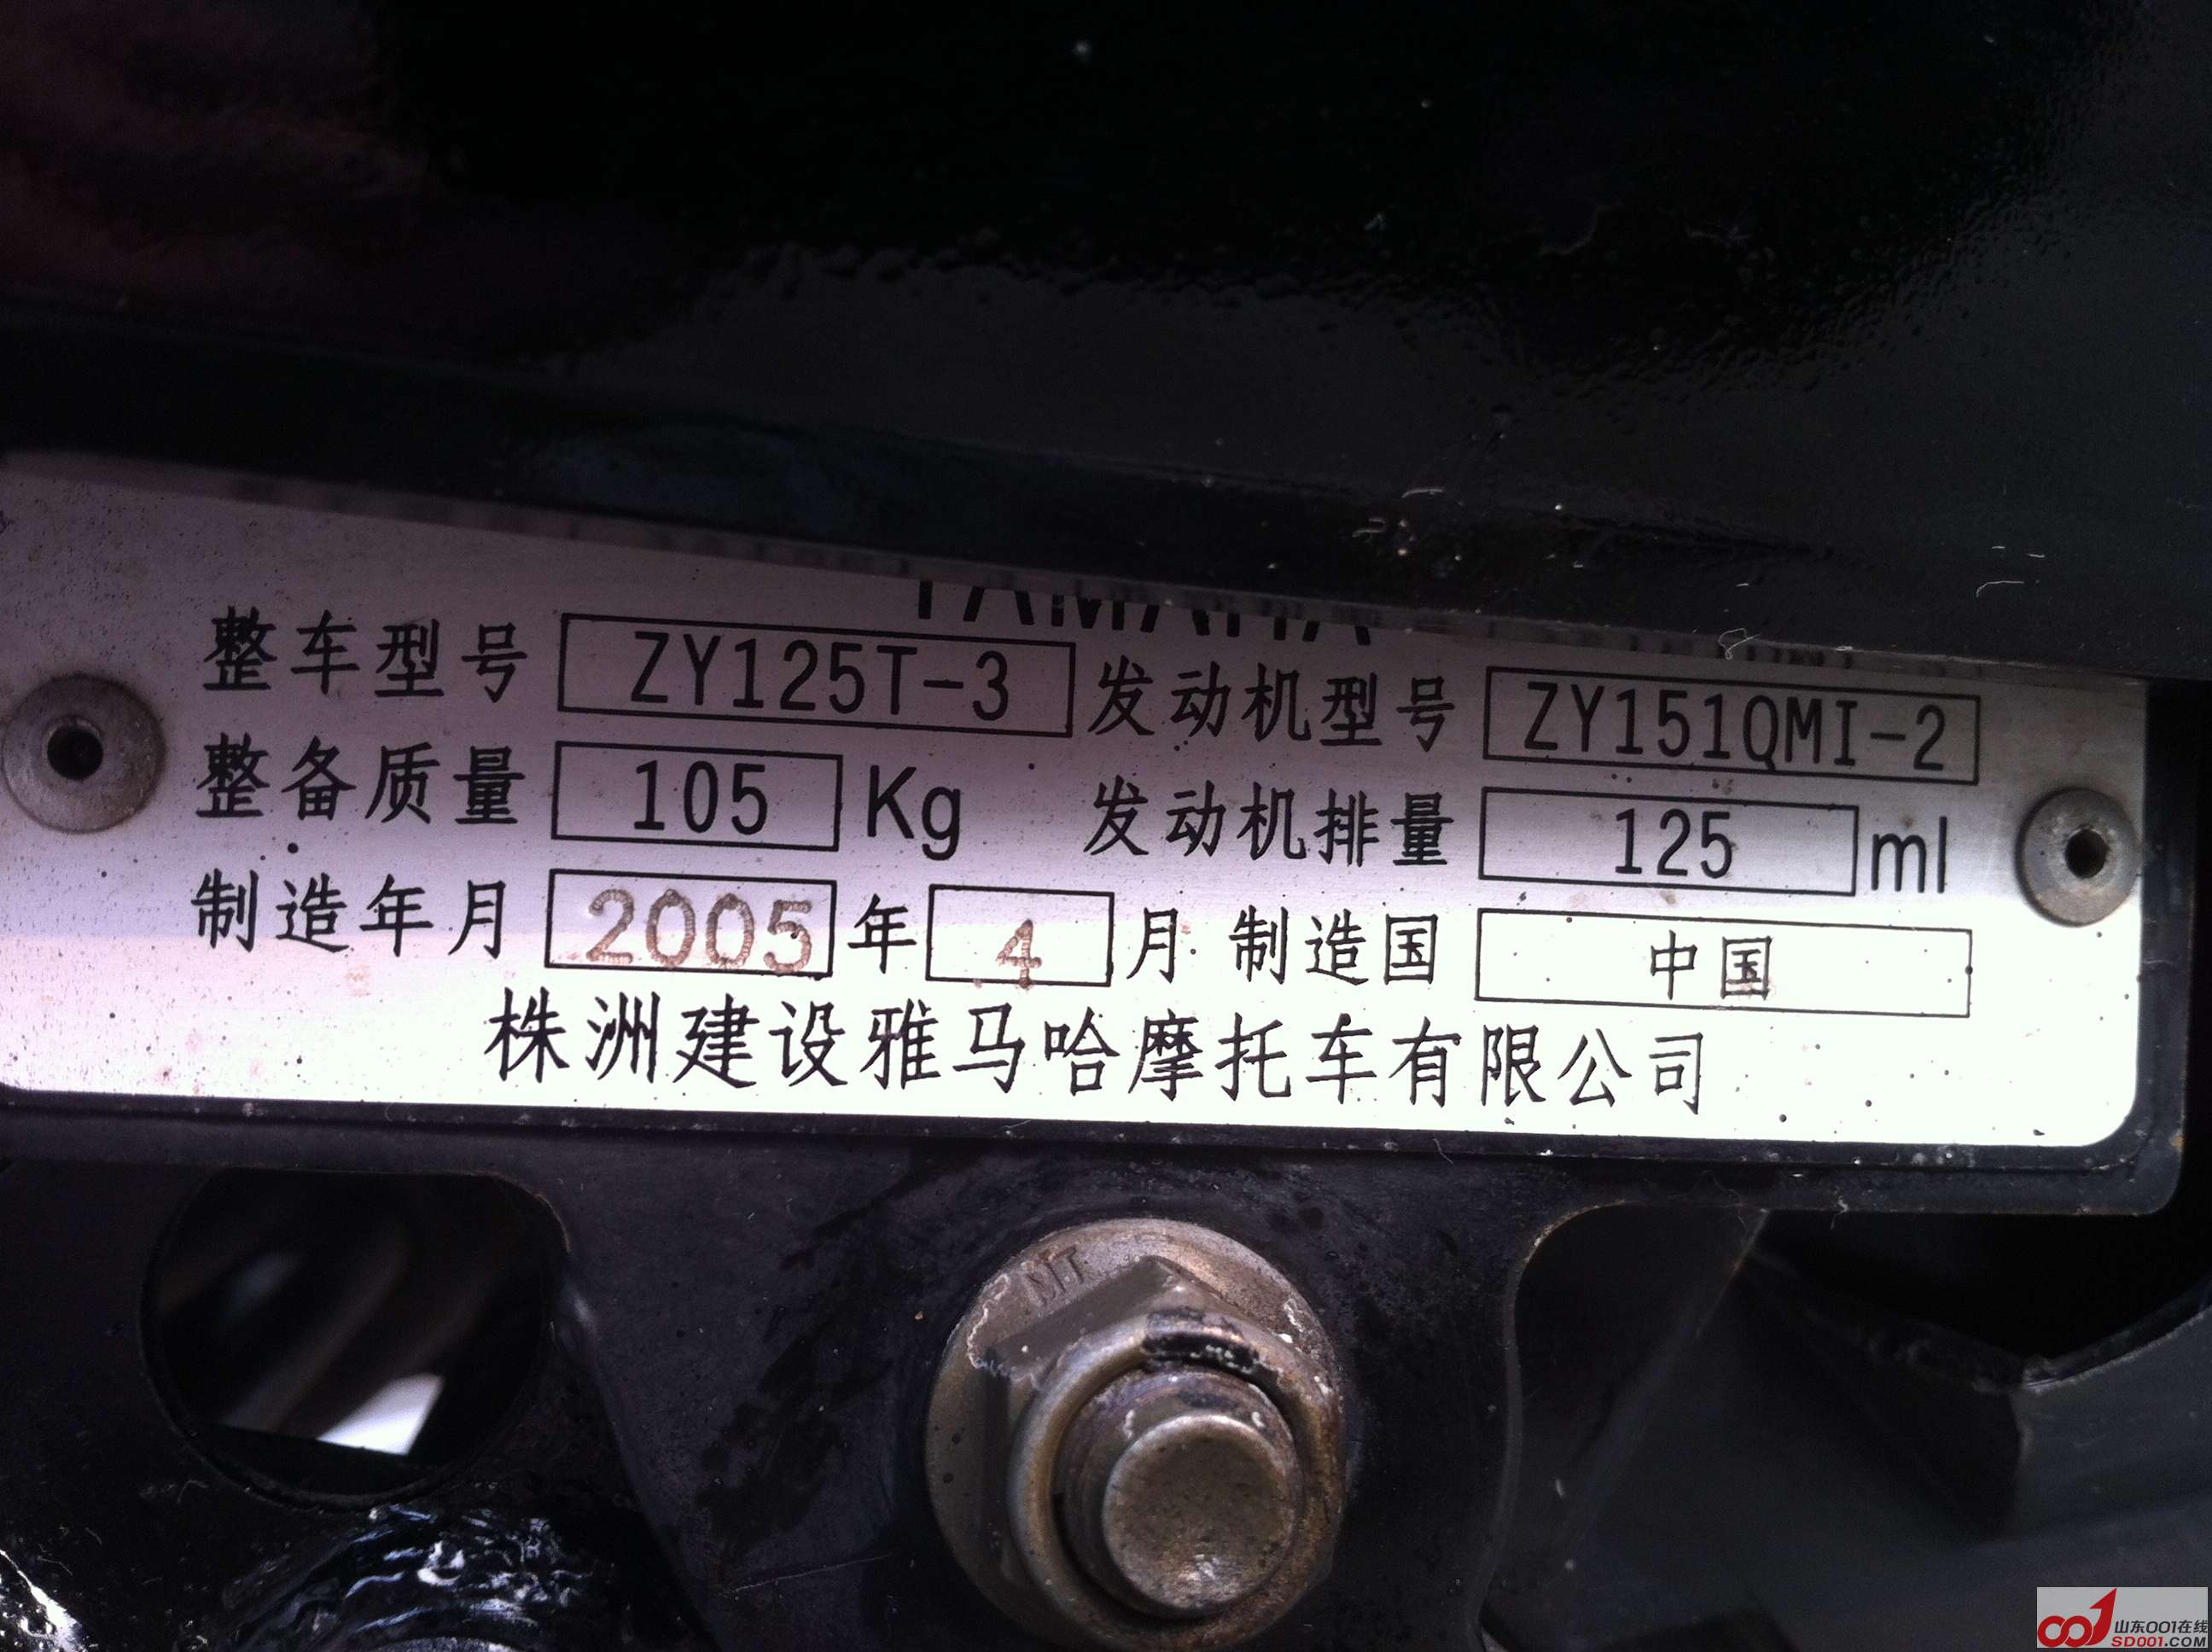 YAMAHA
整车型号 ZY125T-3 发动机型号 ZY151QMI-2
整备质量 105 Kg 发动机排量 125 ml
制造年月 2005 年 4 月 制造国 中国
株洲建设雅马哈摩托车有限公司
MT
山东001在线
SD001.COM